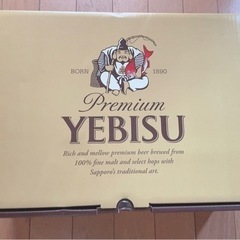 BORN 1890
Premium
YEBISU
Rich and mellow premium beer brewed from
100% fine malt and select hops with
Sapporo's traditional art.